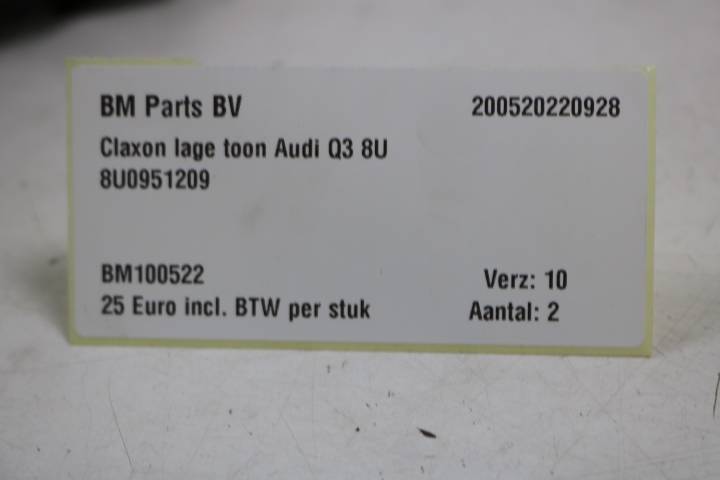 BM Parts BV 200520220928
Claxon lage toon Audi Q3 8U
8U0951209
BM100522 Verz: 10
25 Euro incl. BTW per stuk Aantal: 2